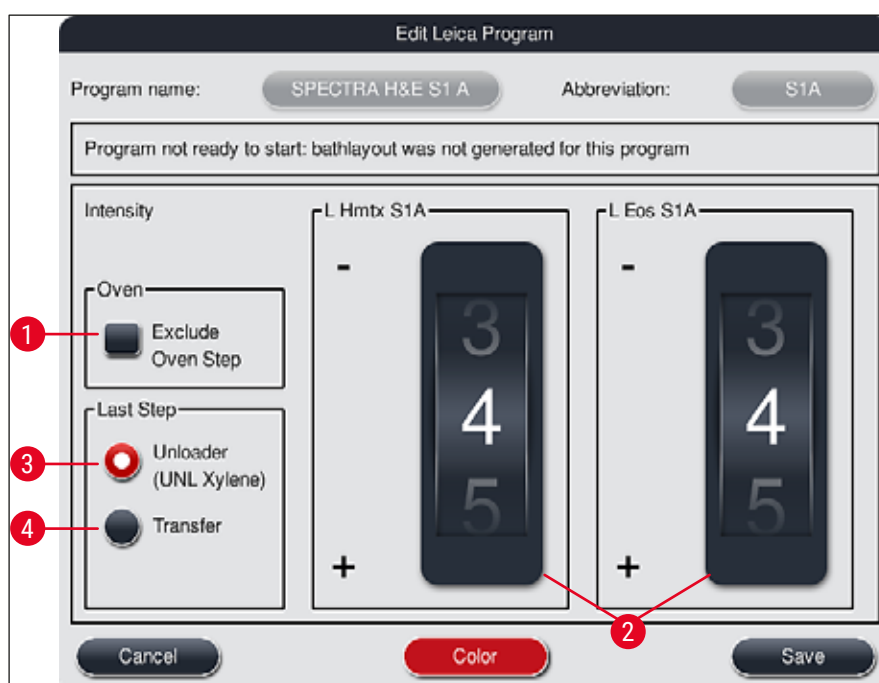 Edit Leica Program
Program name: SPECTRA H&E S1 A Abbreviation: S1A
Program not ready to start: bathlayout was not generated for this program
Intensity
L Hmtx S1A
L Eos S1A
- -
Oven
1 Exclude
Oven Step
3 3
4 4
5 5
Last Step
3 Unloader
(UNL Xylene)
4 Transfer
+ +
2
Cancel Color Save